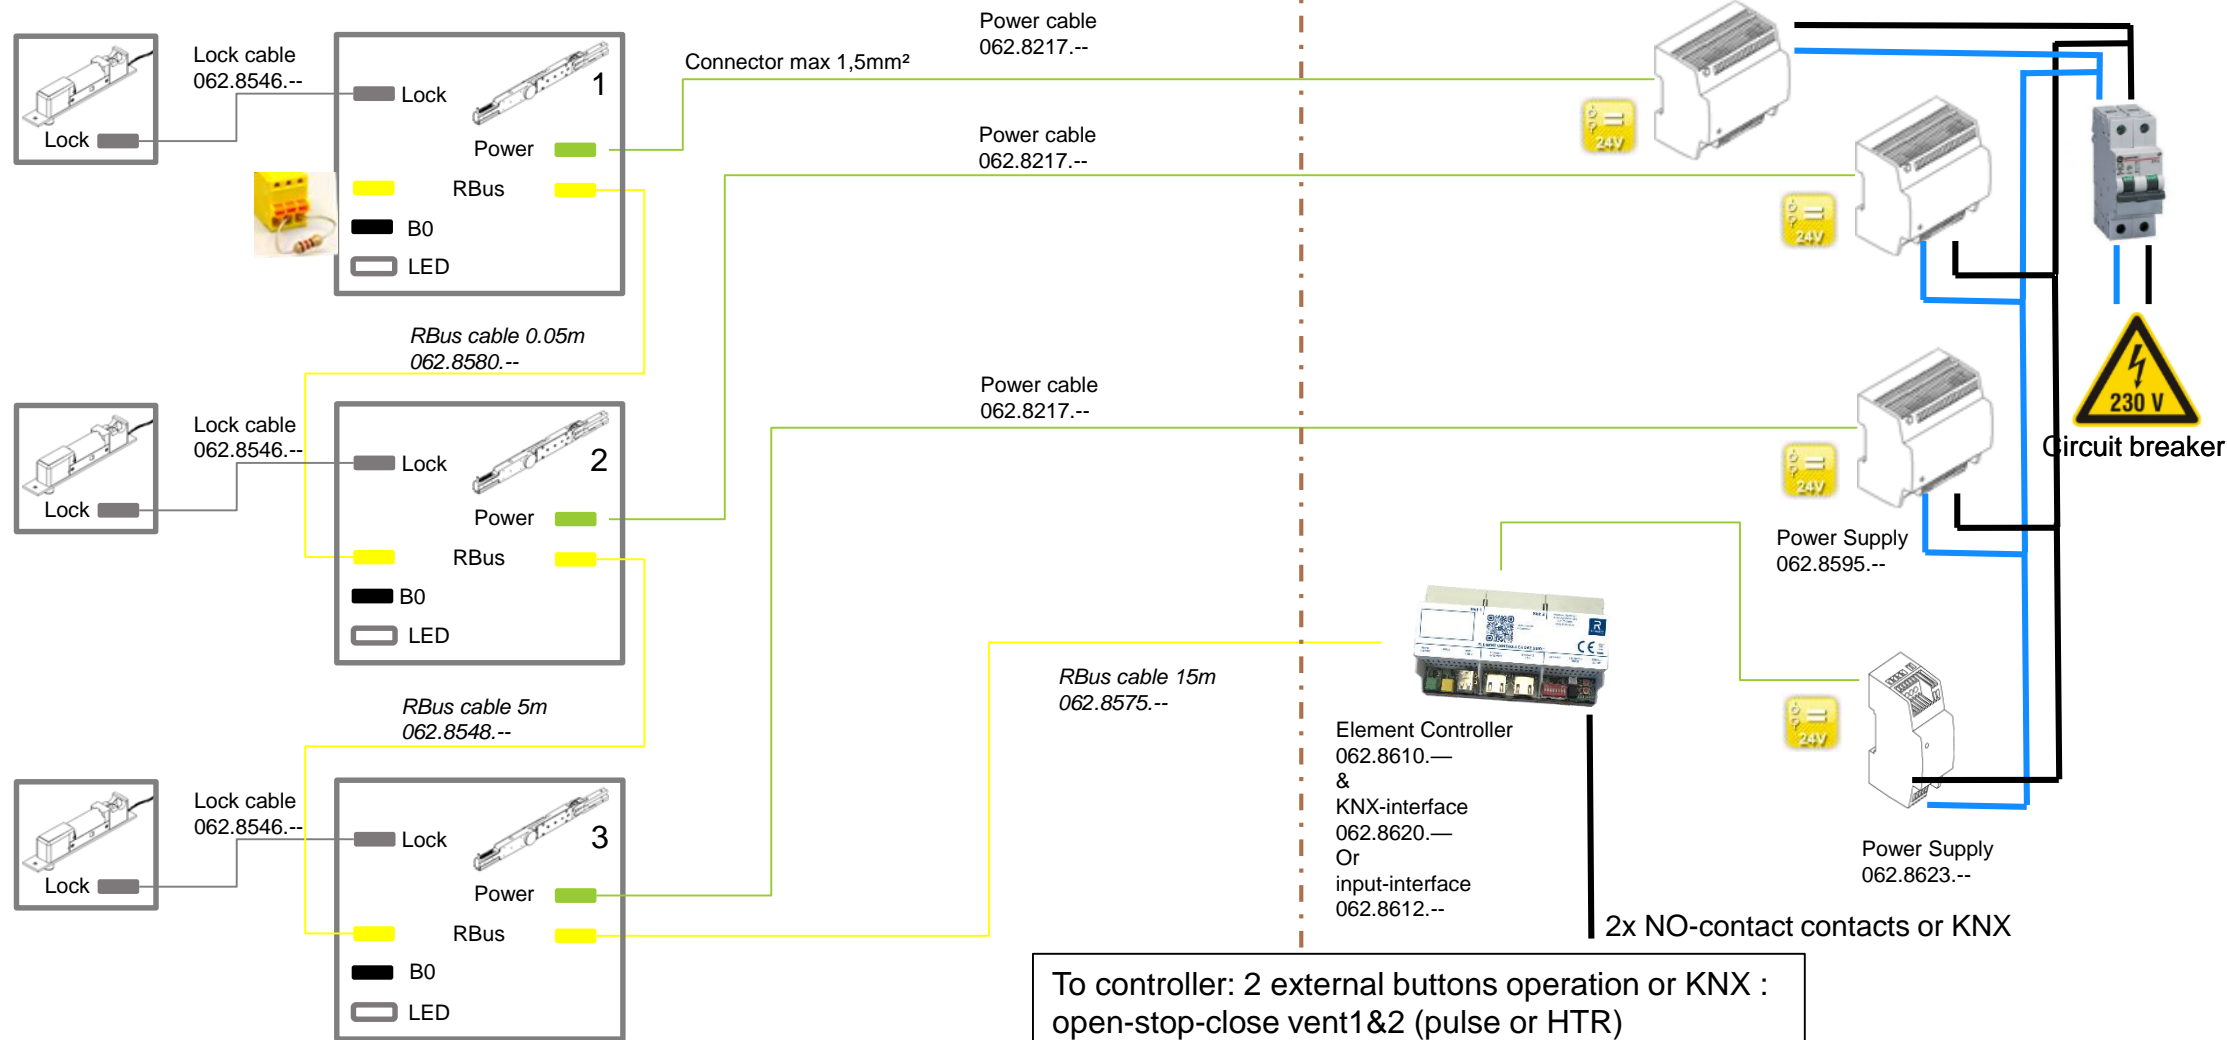 Power cable
062.8217.--
Lock cable
062.8546.--
Connector max 1,5mm²
1
Lock
Lock
Power
RBus
B0
LED
Power cable
062.8217.--
24V
24V
RBus cable 0.05m
062.8580.--
230 V
Circuit breaker
Power cable
062.8217.--
Lock cable
062.8546.--
2
Lock
Lock
Power
RBus
B0
LED
24V
Power Supply
062.8595.--
RBus cable 5m
062.8548.--
RBus cable 15m
062.8575.--
24V
Element Controller
062.8610.—
&
KNX-interface
062.8620.—
Or
input-interface
062.8612.--
Power Supply
062.8623.--
Lock cable
062.8546.--
3
Lock
Lock
Power
RBus
B0
LED
2x NO-contact contacts or KNX
To controller: 2 external buttons operation or KNX :
open-stop-close vent1&2 (pulse or HTR)